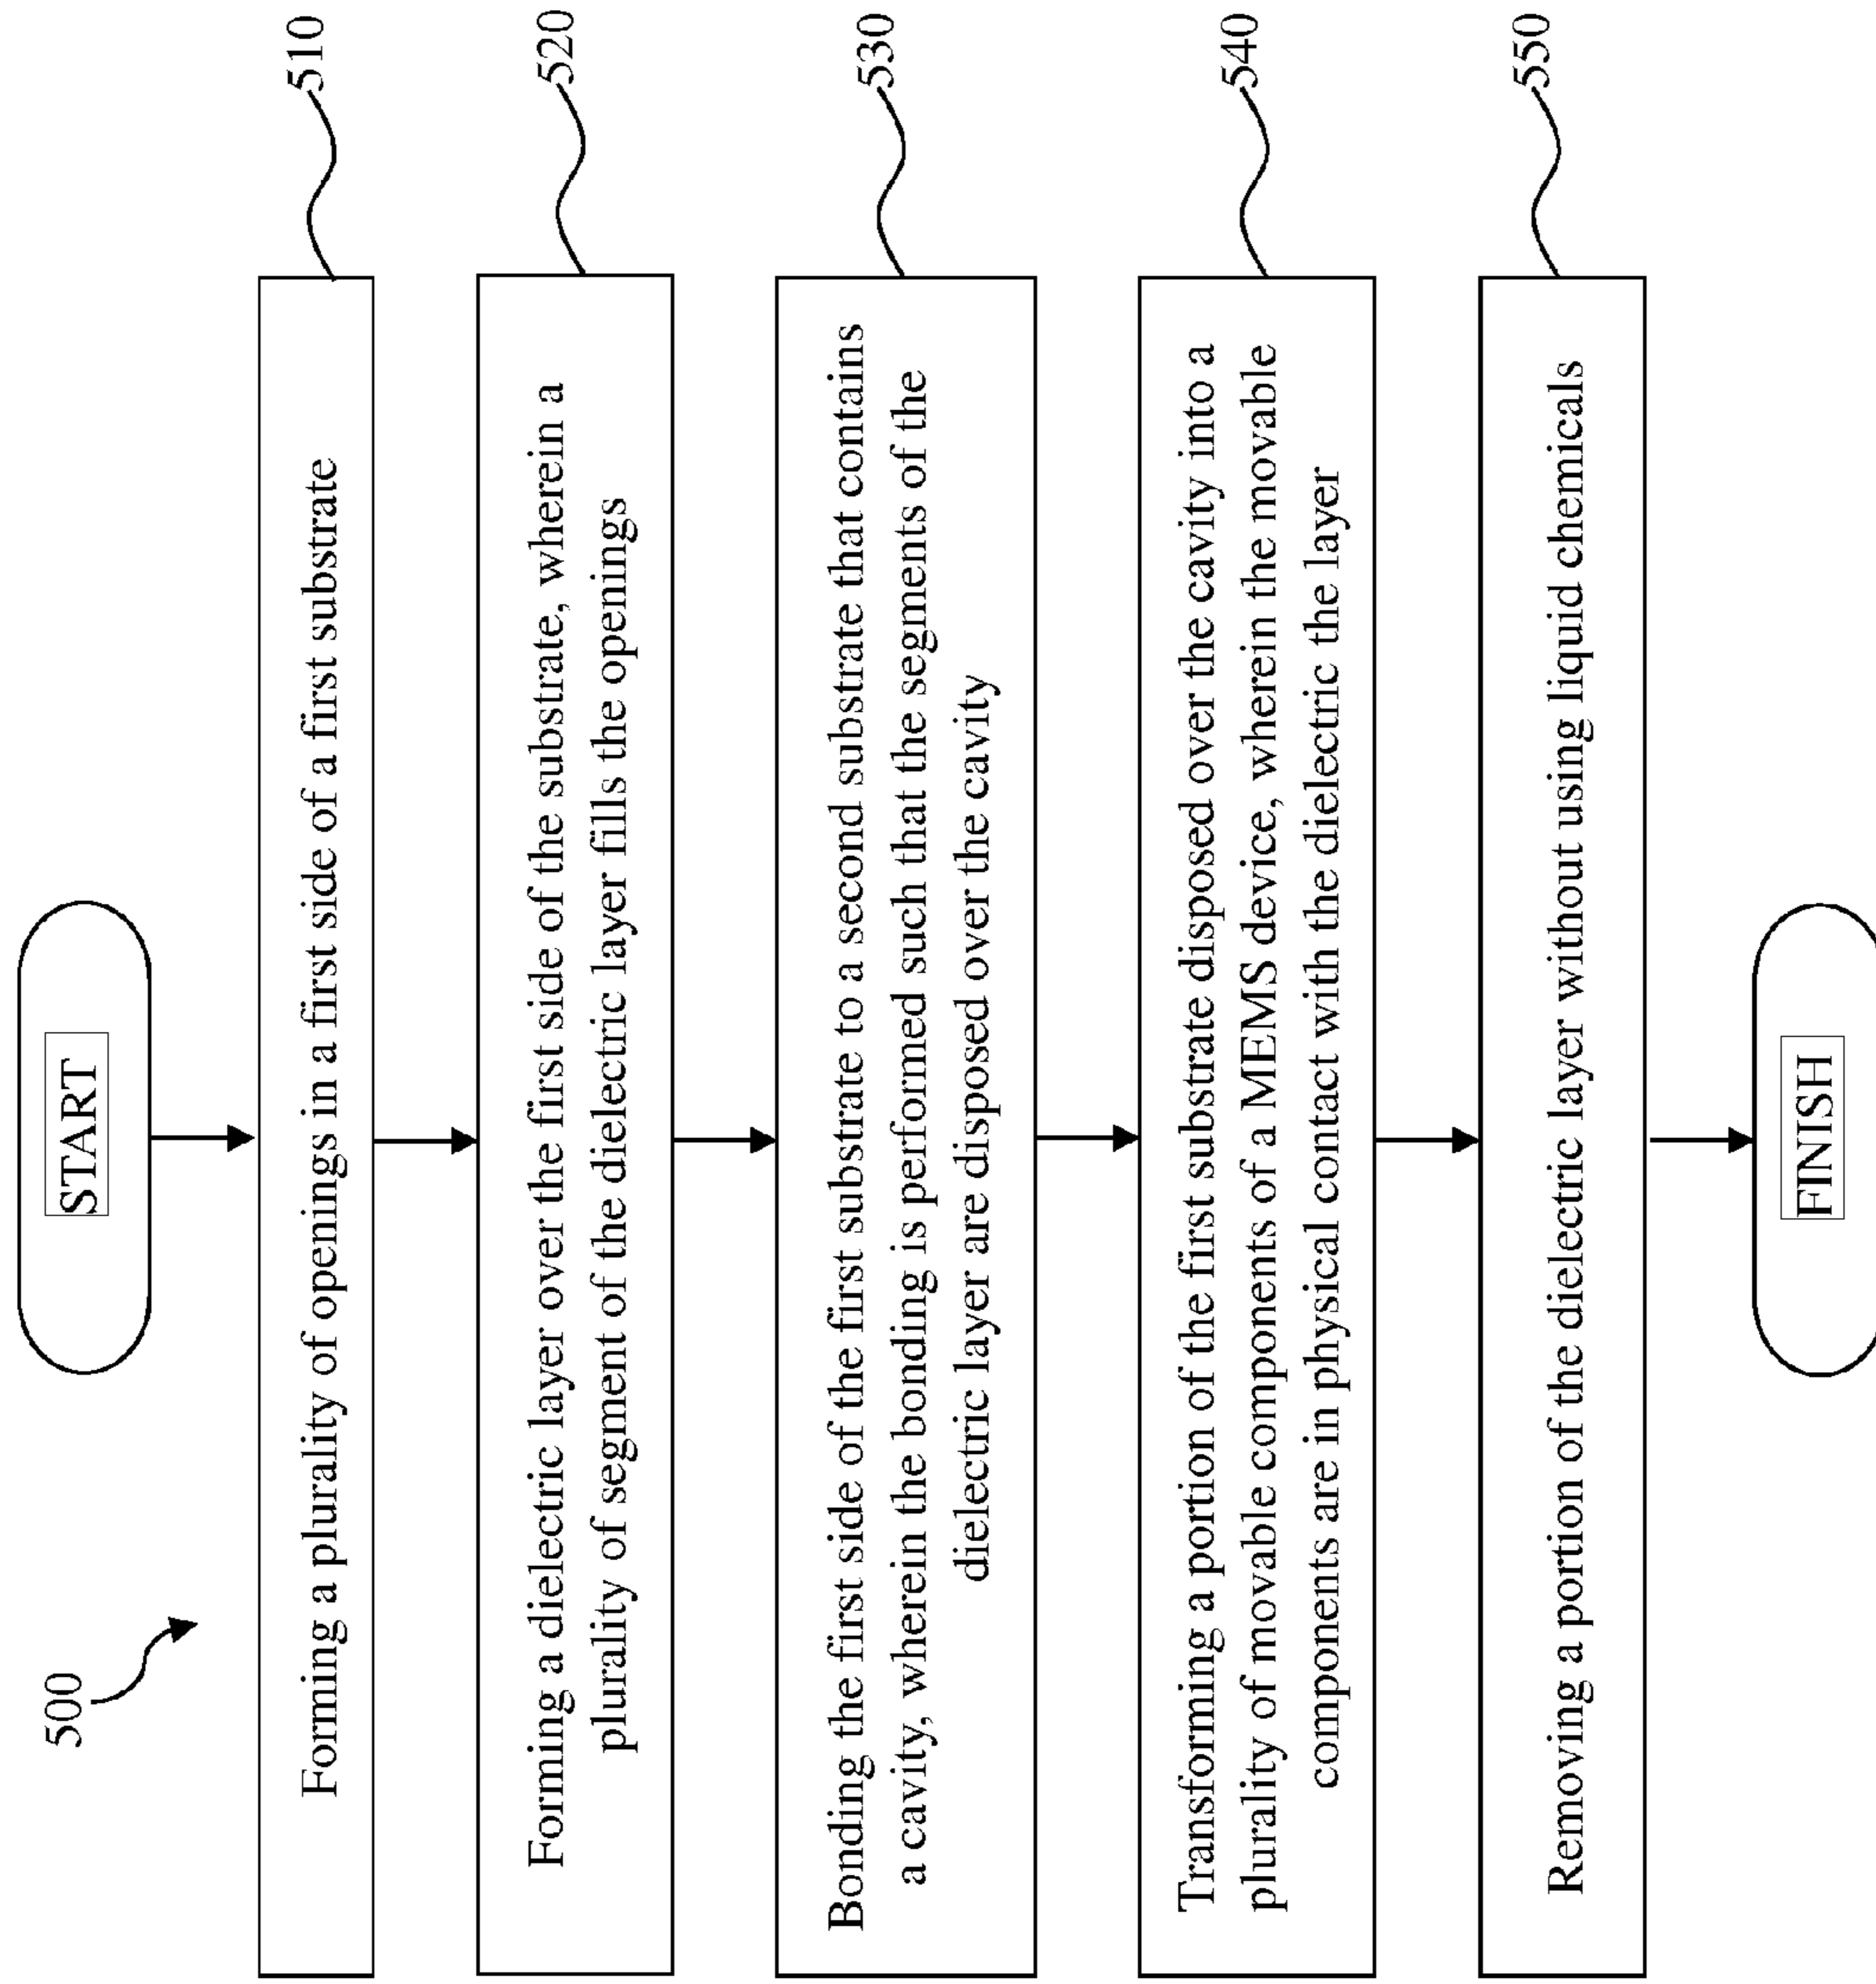 500
START
Forming a plurality of openings in a first side of a first substrate
510
Forming a dielectric layer over the first side of the substrate, wherein a
plurality of segment of the dielectric layer fills the openings
520
Bonding the first side of the first substrate to a second substrate that contains
a cavity, wherein the bonding is performed such that the segments of the
dielectric layer are disposed over the cavity
530
Transforming a portion of the first substrate disposed over the cavity into a
plurality of movable components of a MEMS device, wherein the movable
components are in physical contact with the dielectric the layer
540
Removing a portion of the dielectric layer without using liquid chemicals
550
FINISH